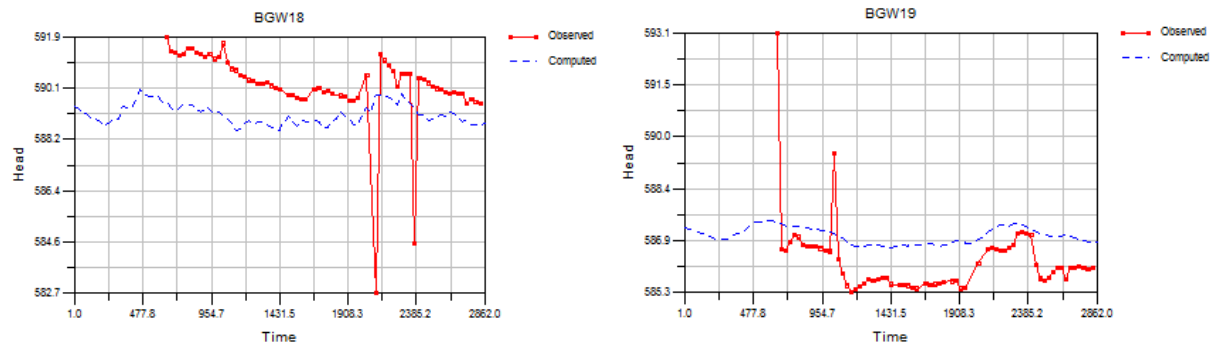 BGW18
591.9
590.1
588.2
586.4
584.6
582.7
Head
1.0 477.8 954.7 1431.5 1908.3 2385.2 2862.0
Time
Observed
Computed
BGW19
593.1
591.5
590.0
588.4
586.9
585.3
Head
1.0 477.8 954.7 1431.5 1908.3 2385.2 2862.0
Time
Observed
Computed